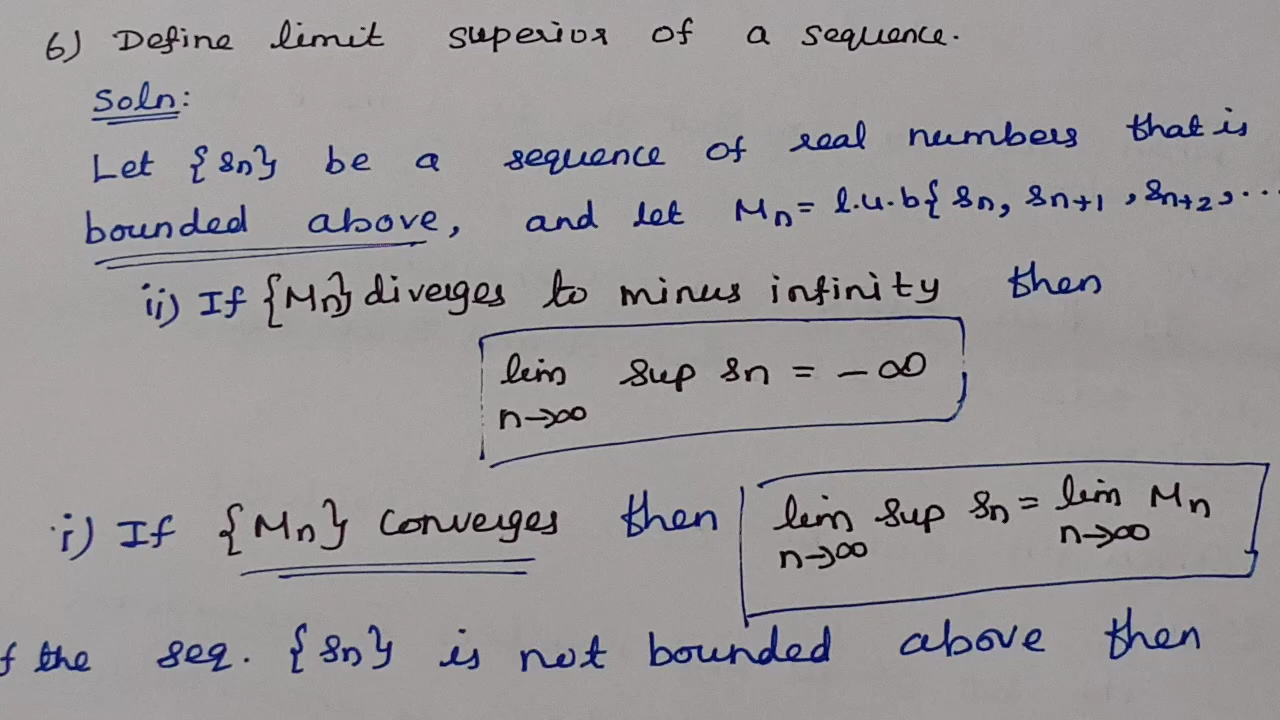 6) Define limit superior of a sequence.
Soln:
Let {sn} be a sequence of real numbers that is
bounded above, and let Mn = l.u.b{ sn, sn+1, sn+2, ...
ii) If {Mn} diverges to minus infinity then
lim sup sn = -∞
n→∞
i) If {Mn} converges then lim sup sn = lim Mn
n→∞ n→∞
f the seq. {sn} is not bounded above then